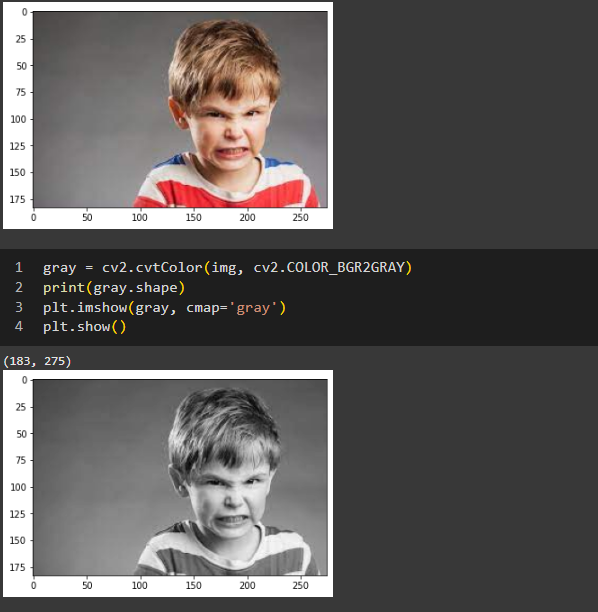 0
25
50
75
100
125
150
175
0 50 100 150 200 250
1 gray = cv2.cvtColor(img, cv2.COLOR_BGR2GRAY)
2 print(gray.shape)
3 plt.imshow(gray, cmap='gray')
4 plt.show()
(183, 275)
0
25
50
75
100
125
150
175
0 50 100 150 200 250